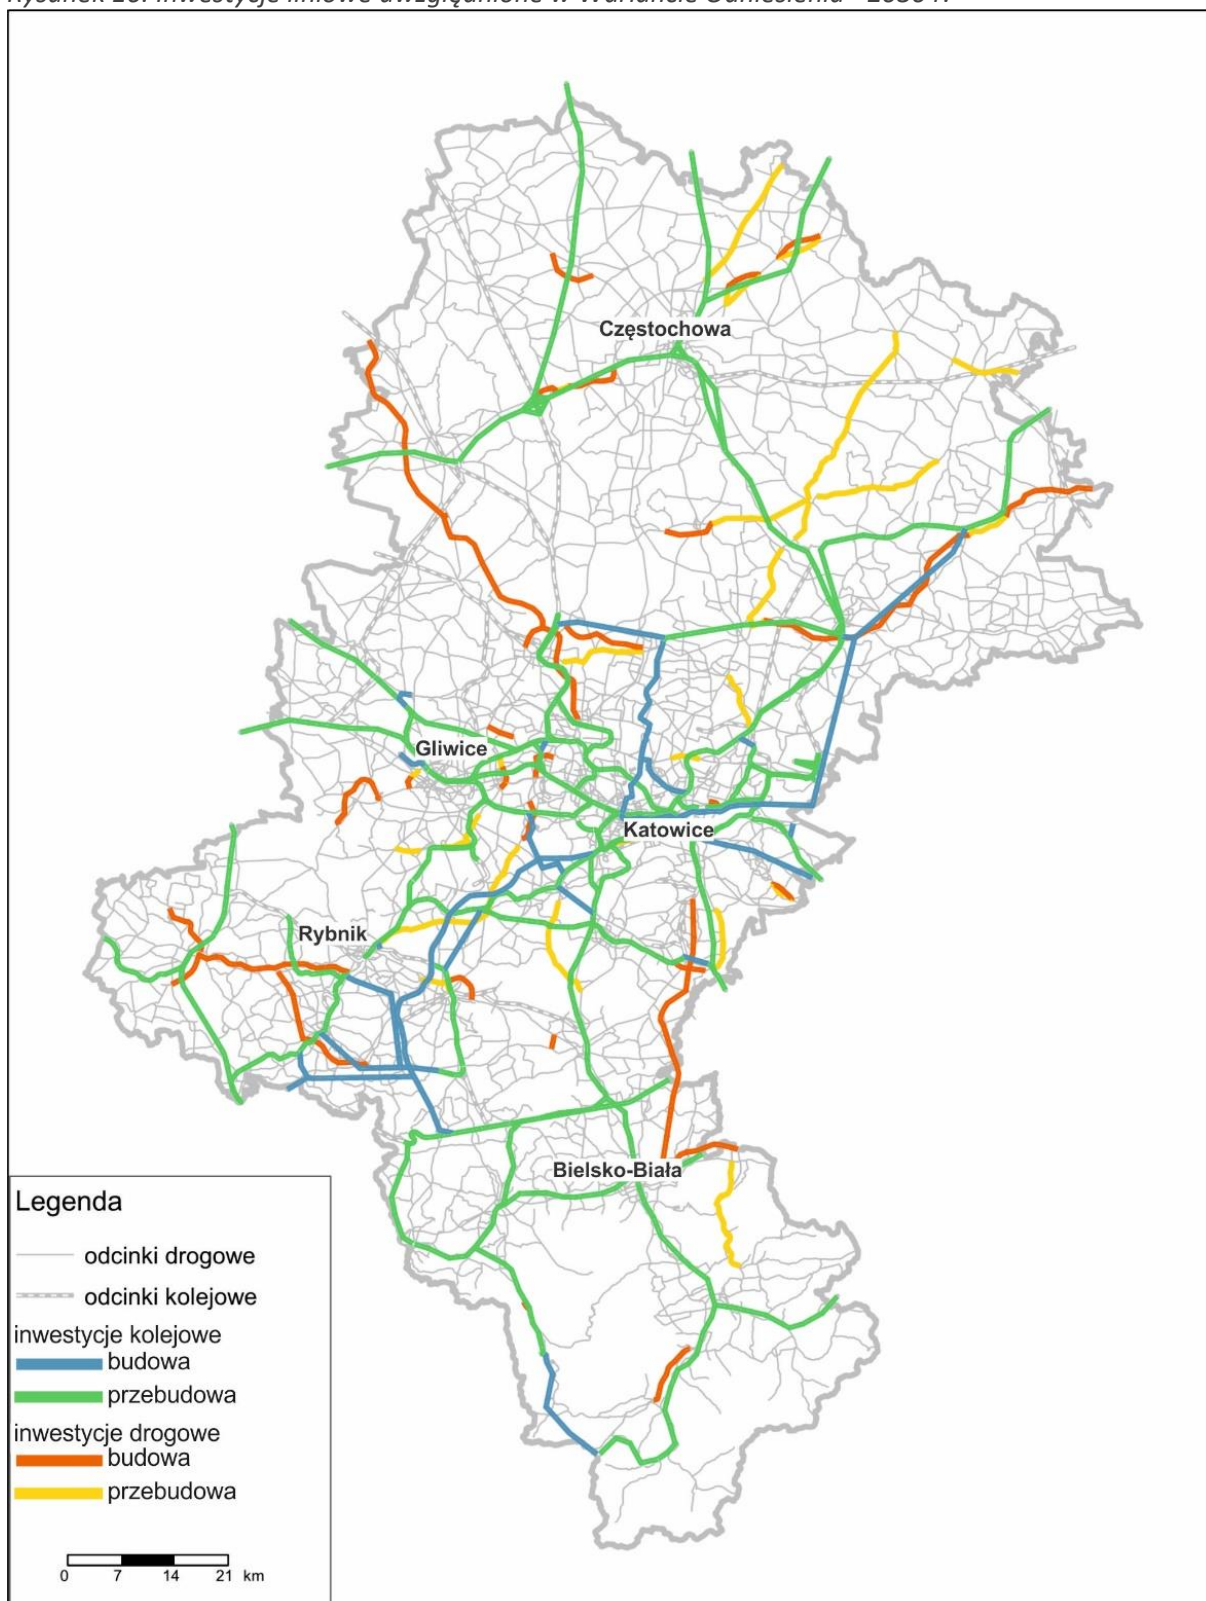 Częstochowa
Gliwice
Katowice
Rybnik
Bielsko-Biała
Legenda
odcinki drogowe
odcinki kolejowe
inwestycje kolejowe
budowa
przebudowa
inwestycje drogowe
budowa
przebudowa
0 7 14 21 km